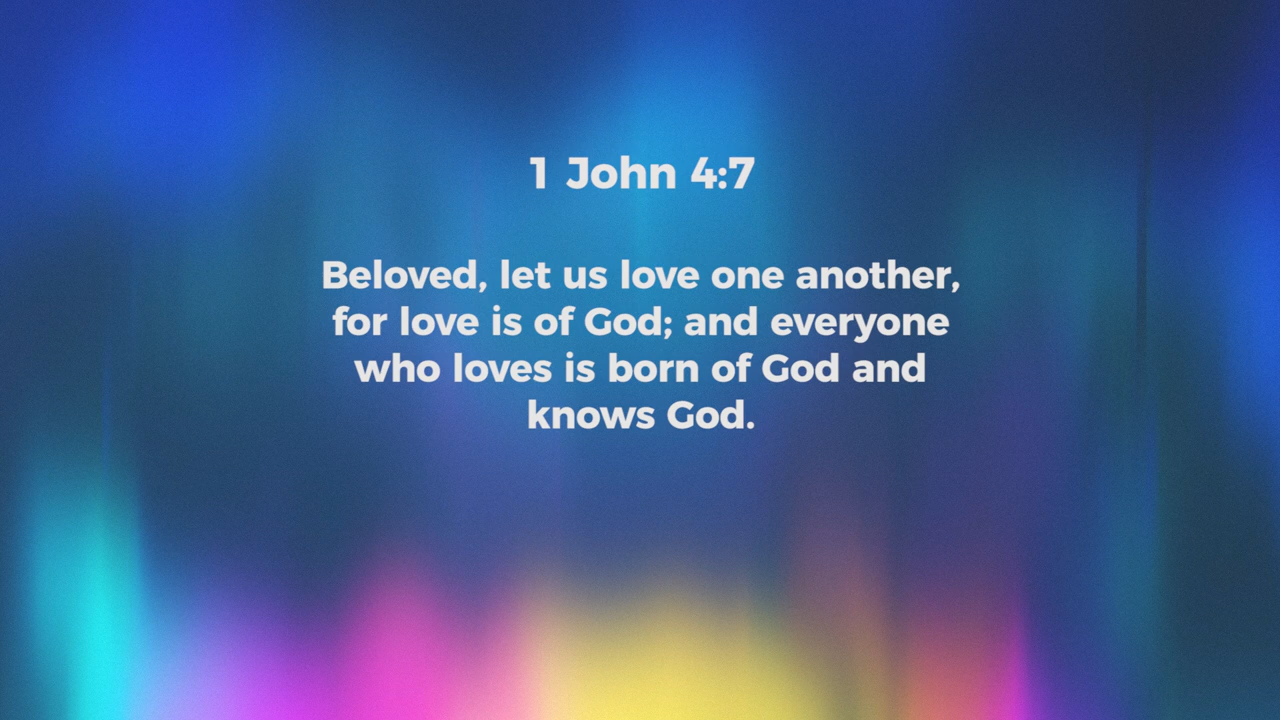 1 John 4:7
Beloved, let us love one another,
for love is of God; and everyone
who loves is born of God and
knows God.